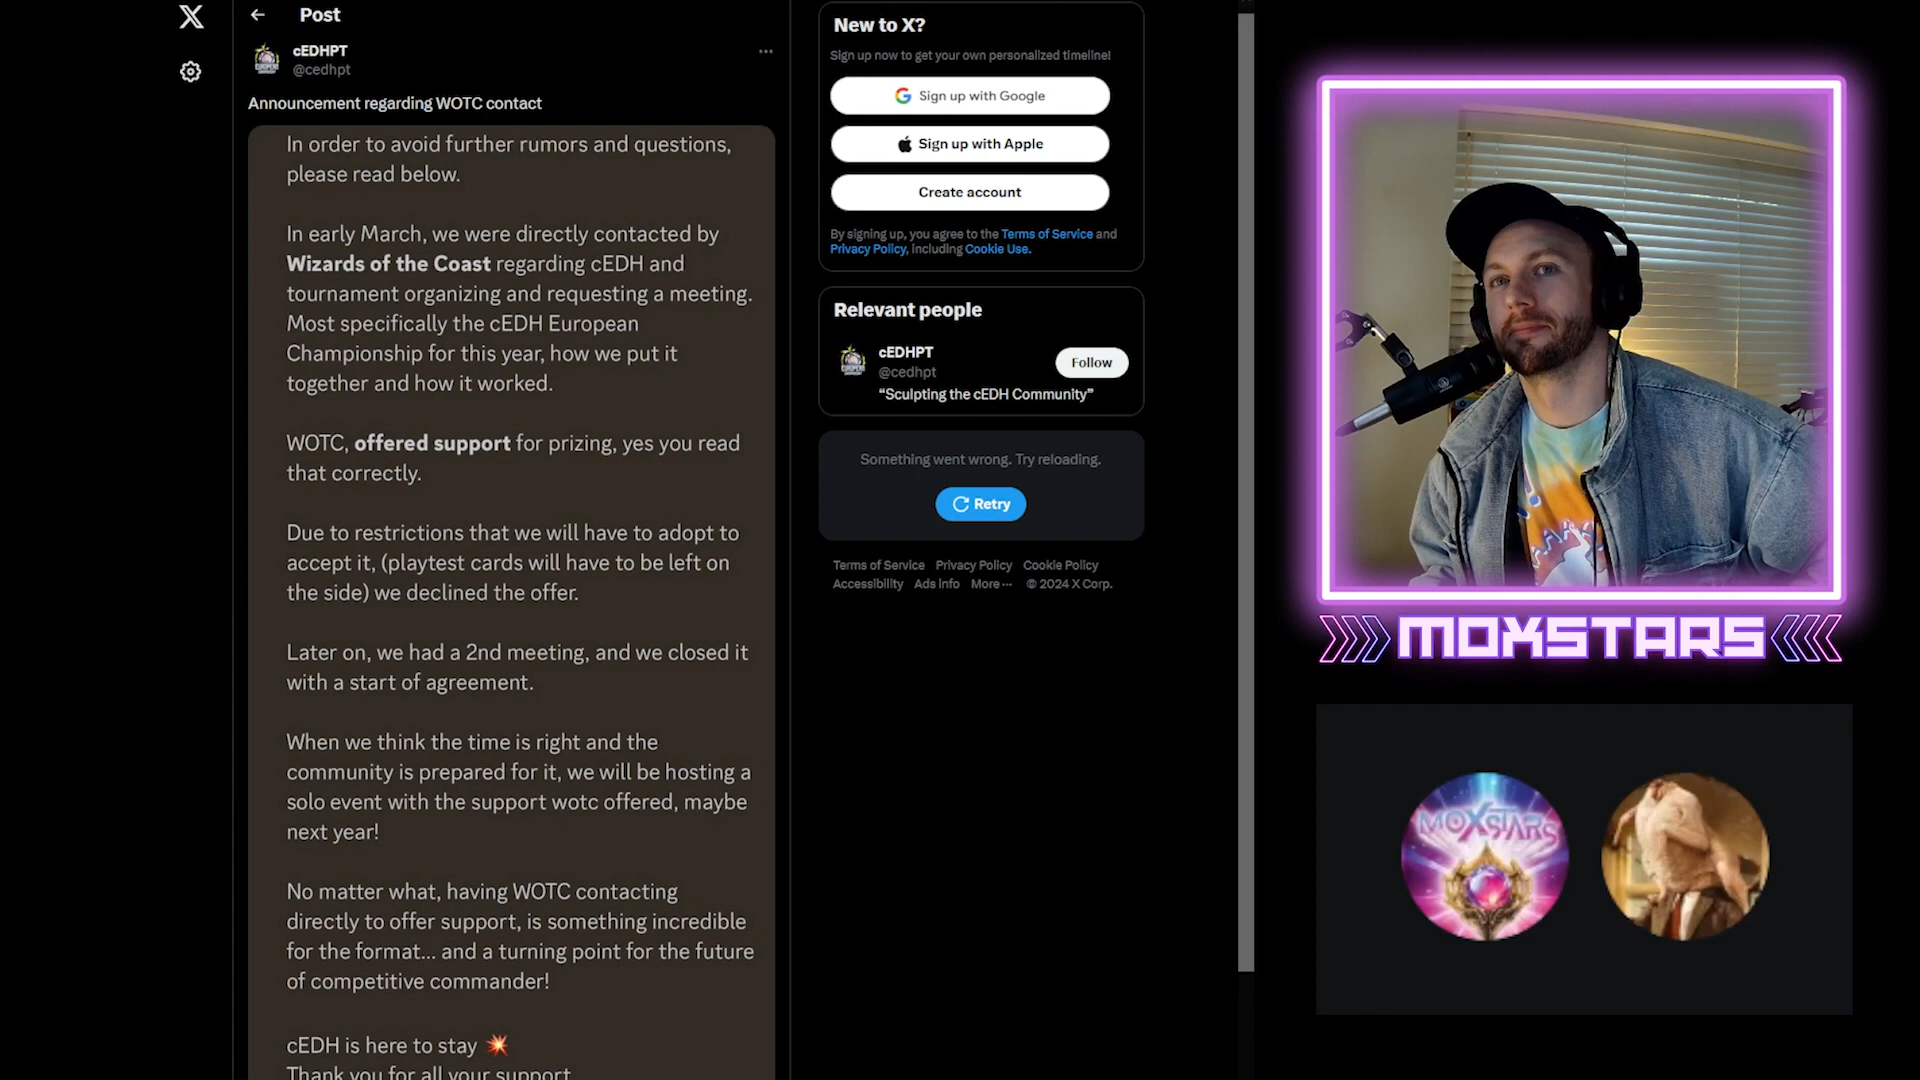 Post
cEDHPT
@cedhpt
Announcement regarding WOTC contact
In order to avoid further rumors and questions,
please read below.
In early March, we were directly contacted by
Wizards of the Coast regarding cEDH and
tournament organizing and requesting a meeting.
Most specifically the cEDH European
Championship for this year, how we put it
together and how it worked.
WOTC, offered support for prizing, yes you read
that correctly.
Due to restrictions that we will have to adopt to
accept it, (playtest cards will have to be left on
the side) we declined the offer.
Later on, we had a 2nd meeting, and we closed it
with a start of agreement.
When we think the time is right and the
community is prepared for it, we will be hosting a
solo event with the support wotc offered, maybe
next year!
No matter what, having WOTC contacting
directly to offer support, is something incredible
for the format... and a turning point for the future
of competitive commander!
cEDH is here to stay 💥
Thank you for all your support
New to X?
Sign up now to get your own personalized timeline!
Sign up with Google
Sign up with Apple
Create account
By signing up, you agree to the Terms of Service and
Privacy Policy, including Cookie Use.
Relevant people
cEDHPT
@cedhpt
Follow
“Sculpting the cEDH Community”
Something went wrong. Try reloading.
Retry
Terms of Service Privacy Policy Cookie Policy
Accessibility Ads info More ... © 2024 X Corp.
MOXSTARS
MOXSTARS